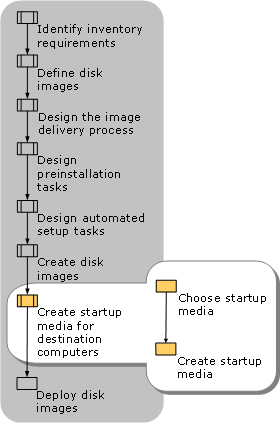 Identify inventory
requirements
Define disk
images
Design the image
delivery process
Design
preinstallation
tasks
Design automated
setup tasks
Create disk
images
Create startup
media for
destination
computers
Deploy disk
images
Choose startup
media
Create startup
media